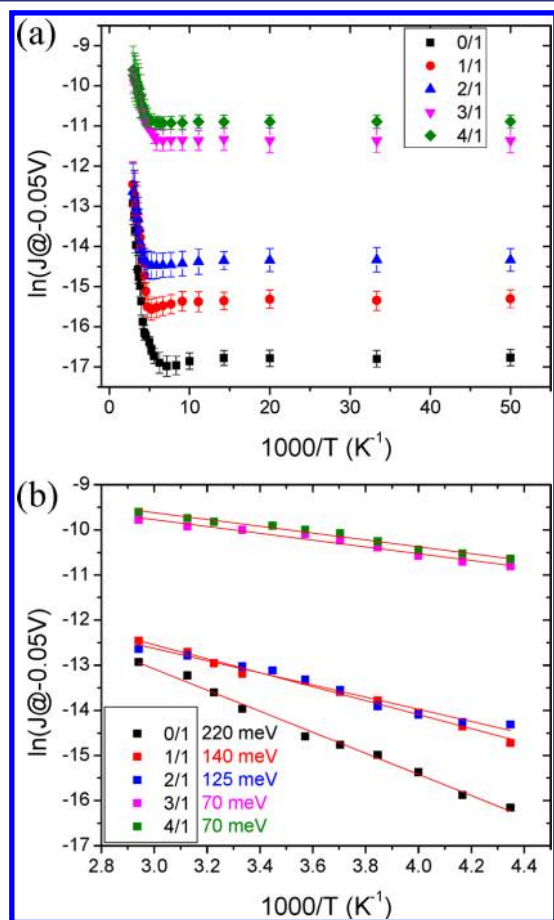 (a)
-9
-10
-11
-12
-13
-14
-15
-16
-17
ln(J@-0.05V)
0/1
1/1
2/1
3/1
4/1
0 10 20 30 40 50
1000/T (K⁻¹)
(b)
-9
-10
-11
-12
-13
-14
-15
-16
-17
ln(J@-0.05V)
0/1 220 meV
1/1 140 meV
2/1 125 meV
3/1 70 meV
4/1 70 meV
2.8 3.0 3.2 3.4 3.6 3.8 4.0 4.2 4.4
1000/T (K⁻¹)